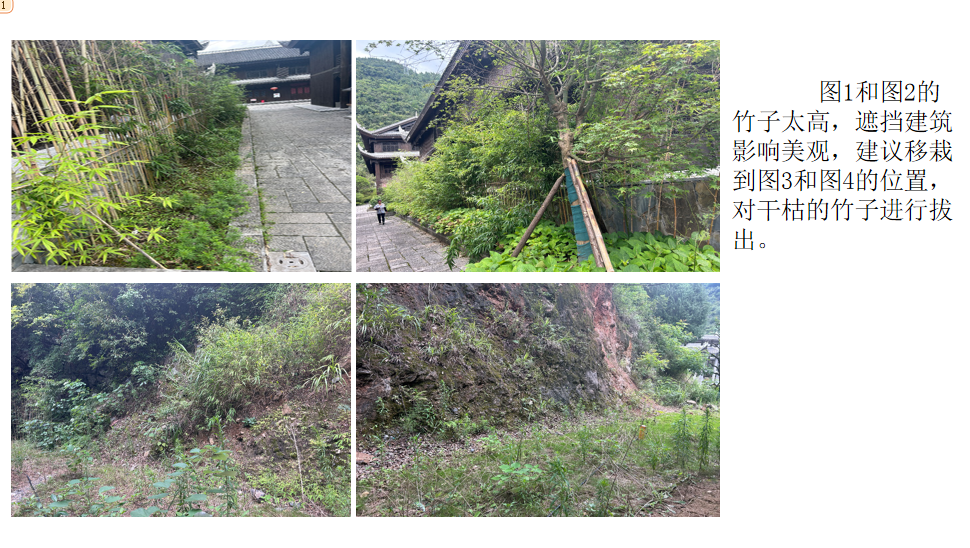 1
图1和图2的
竹子太高，遮挡建筑
影响美观，建议移栽
到图3和图4的位置，
对干枯的竹子进行拔
出。